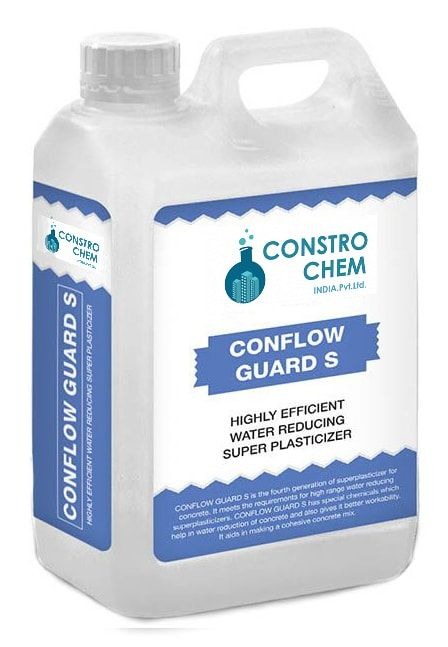 CONSTRO
CHEM
INDIA.Pvt.Ltd.
CONFLOW
GUARD S
HIGHLY EFFICIENT
WATER REDUCING
SUPER PLASTICIZER
CONFLOW GUARD S is the fourth generation of superplasticizer for
concrete. It meets the requirements for high range water reducing
superplasiticizers. CONFLOW GUARD S has special chemicals which
help in water reduction of concrete and also gives it better workability.
It aids in making a cohesive concrete mix.
CONSTRO
CHEM
CONFLOW GUARD S
HIGHLY EFFICIENT WATER REDUCING SUPER PLASTICIZER